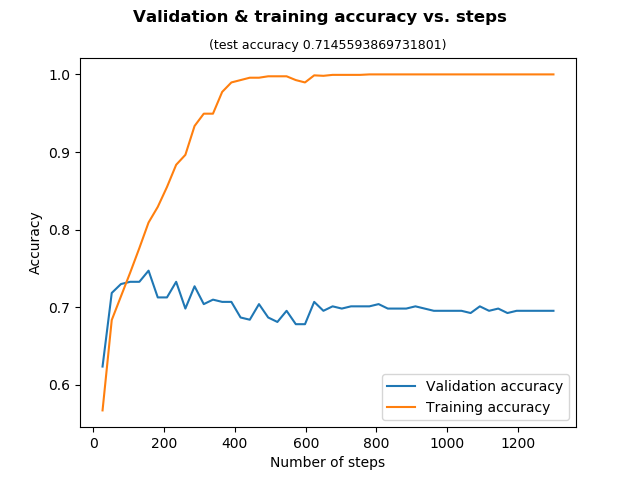 Validation & training accuracy vs. steps
(test accuracy 0.7145593869731801)
1.0
0.9
0.8
0.7
0.6
Accuracy
0 200 400 600 800 1000 1200
Number of steps
Validation accuracy
Training accuracy